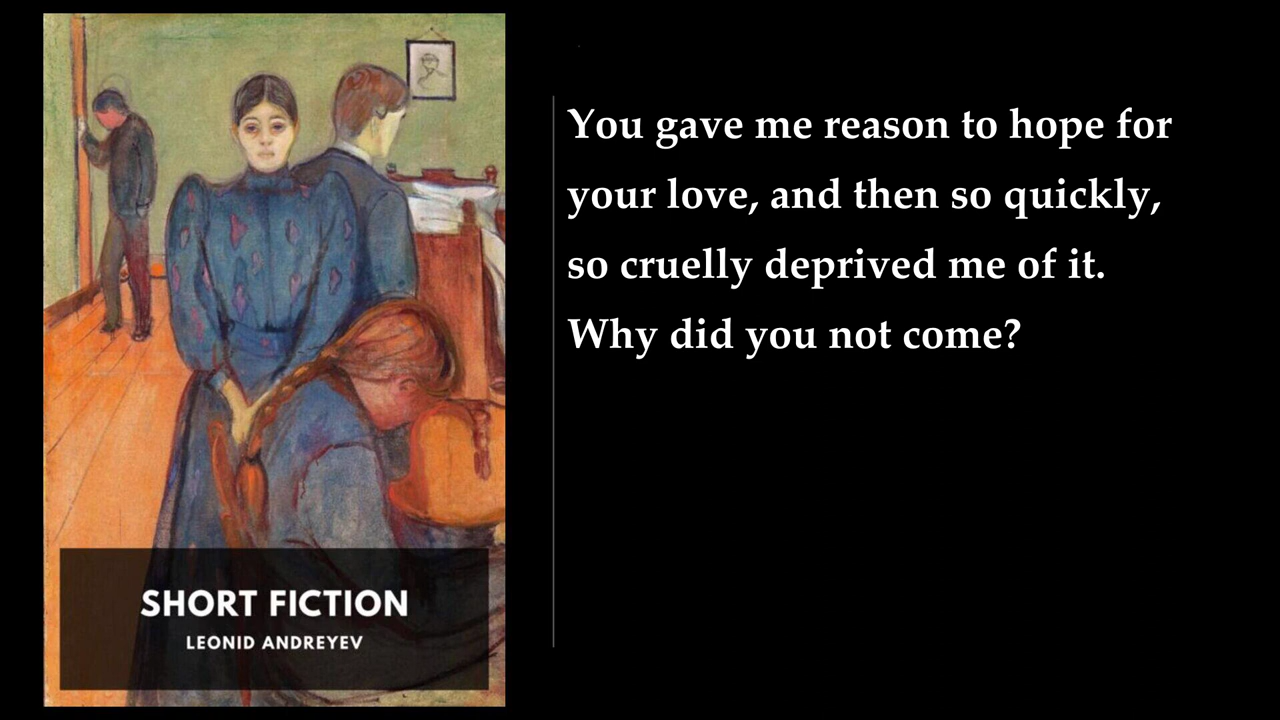 You gave me reason to hope for
your love, and then so quickly,
so cruelly deprived me of it.
Why did you not come?
SHORT FICTION
LEONID ANDREYEV